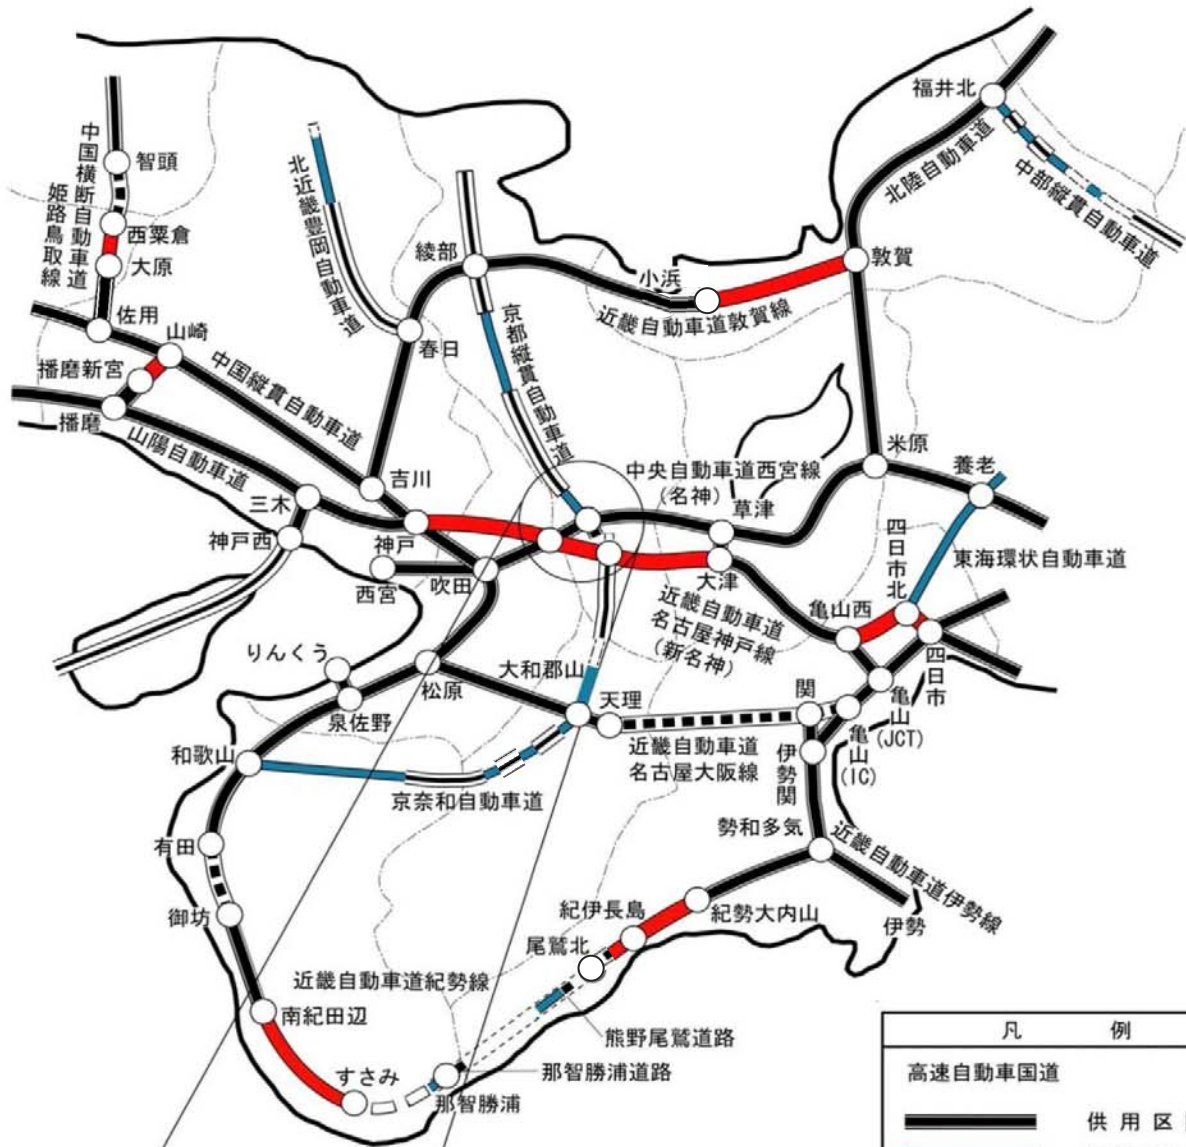 福井北
北陸自動車道
中部縦貫自動車道
中国横断自動車道
姫路鳥取線
智頭
西粟倉
大原
佐用
山崎
播磨新宮
播磨
北近畿豊岡自動車道
綾部
小浜
敦賀
近畿自動車道敦賀線
京都縦貫自動車道
春日
中国縦貫自動車道
山陽自動車道
吉川
三木
神戸西
神戸
西宮
吹田
中央自動車道西宮線
(名神)
草津
米原
養老
四日市北
東海環状自動車道
大津
近畿自動車道
名古屋神戸線
(新名神)
亀山西
四日市
りんくう
泉佐野
松原
大和郡山
天理
関
亀山
(JCT)
亀山
(IC)
近畿自動車道
名古屋大阪線
伊勢関
和歌山
京奈和自動車道
有田
御坊
勢和多気
近畿自動車道伊勢線
伊勢
紀伊長島
紀勢大内山
尾鷲北
近畿自動車道紀勢線
南紀田辺
熊野尾鷲道路
すさみ
那智勝浦道路
那智勝浦
凡例
高速自動車国道
供用区